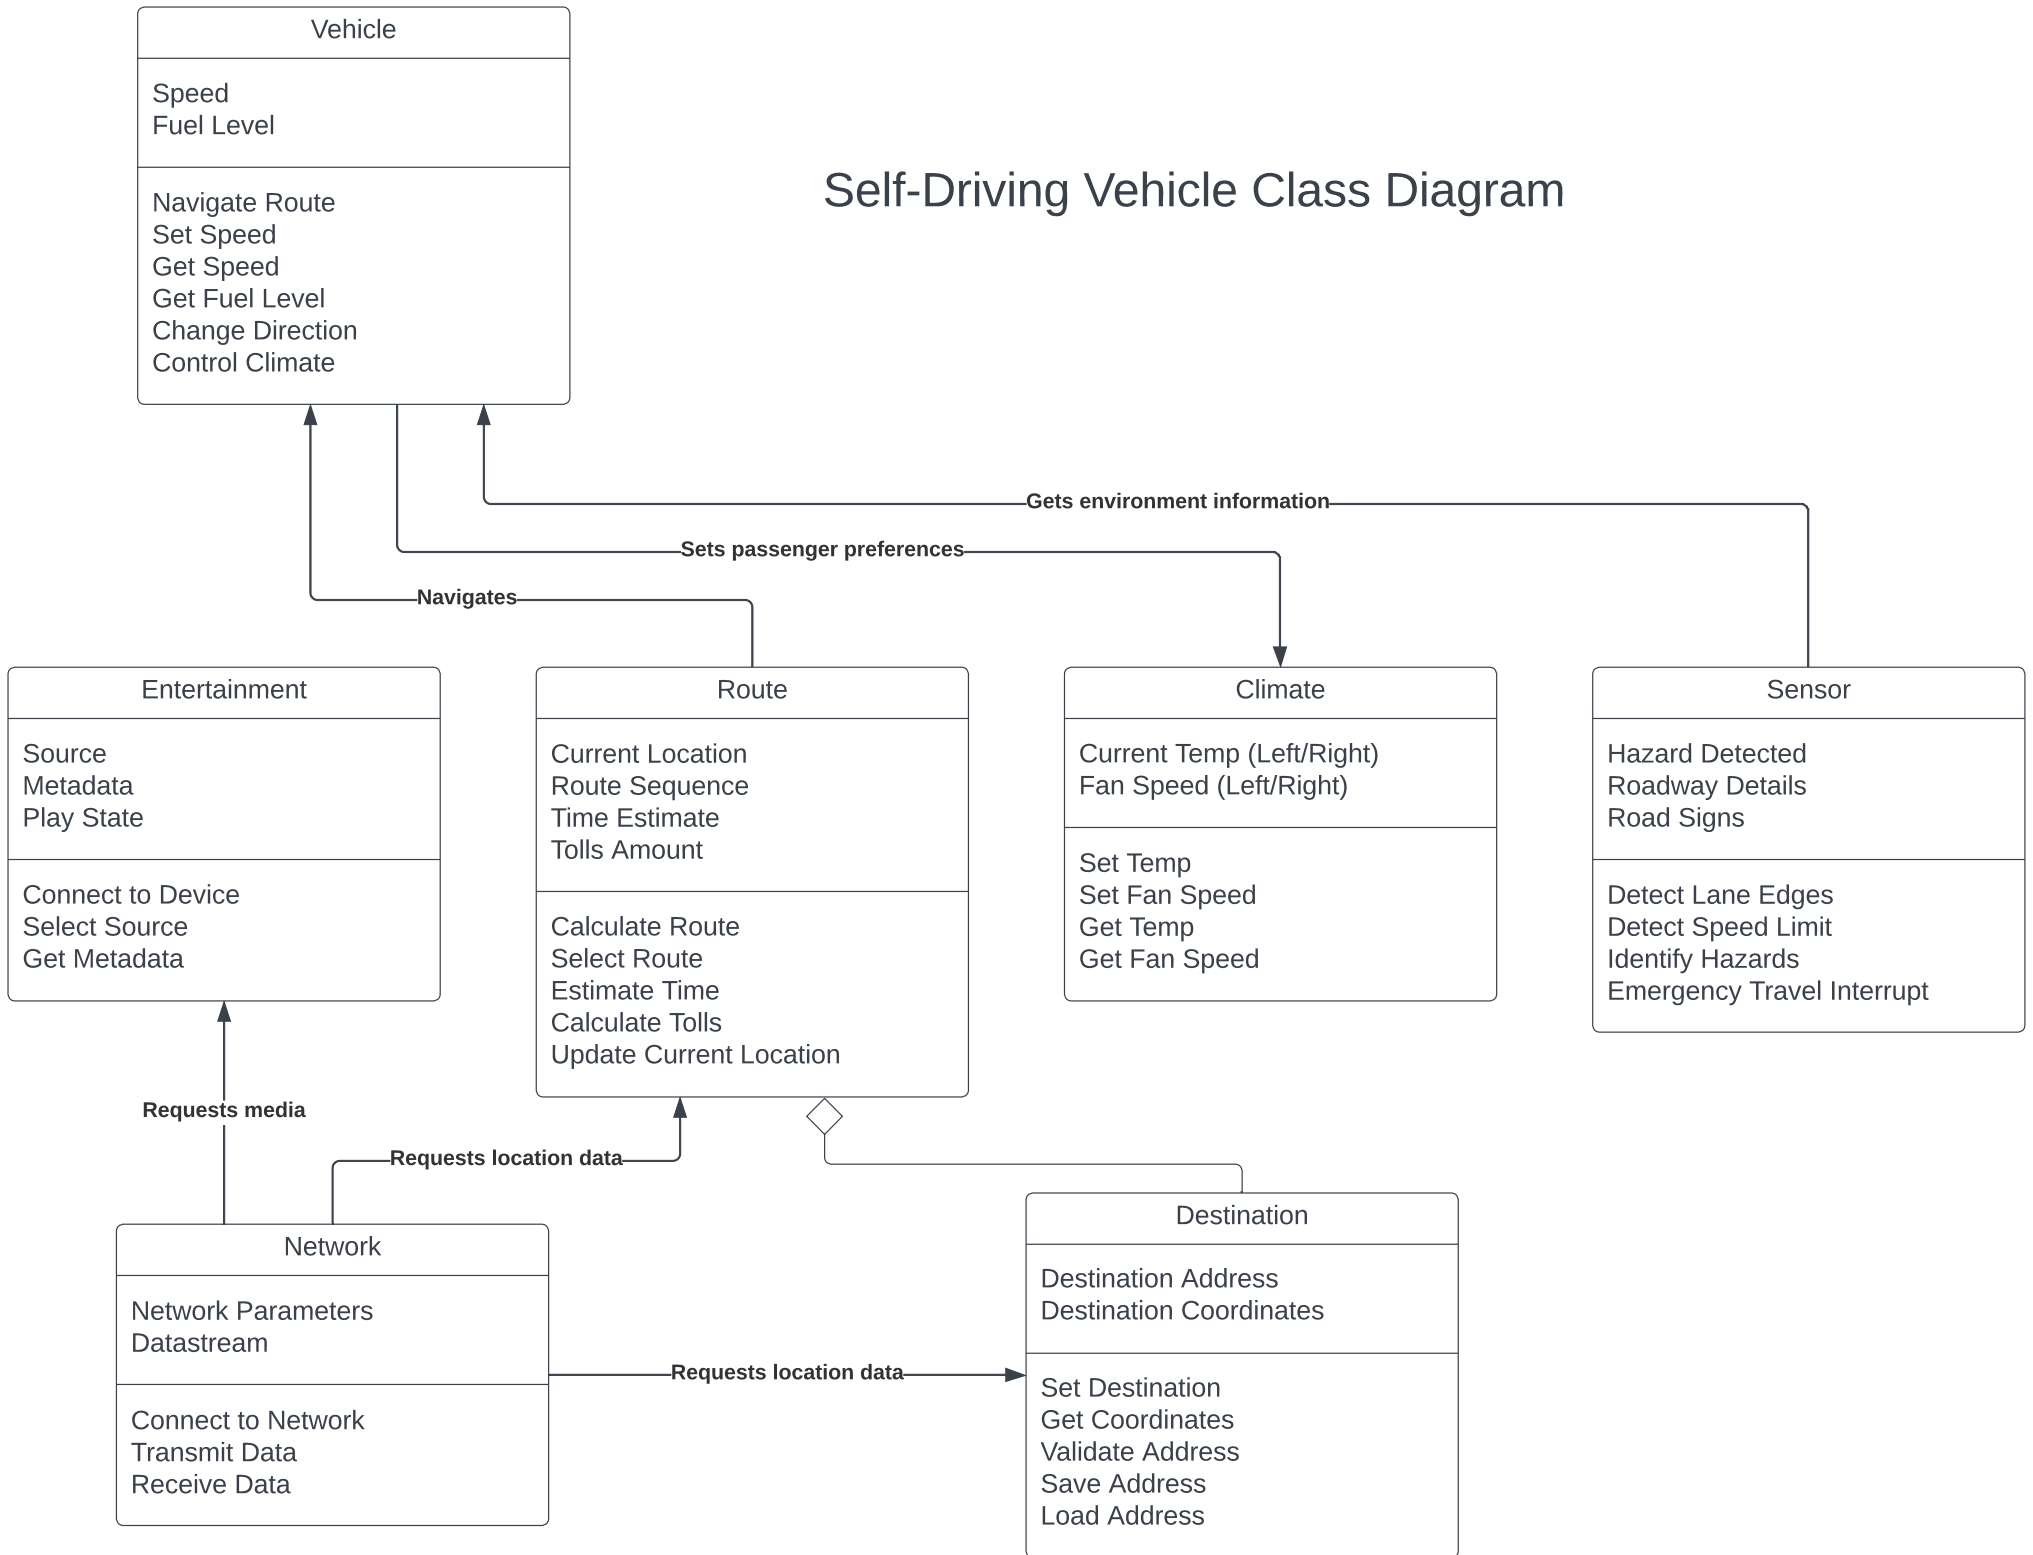 Vehicle
Speed
Fuel Level
Navigate Route
Set Speed
Get Speed
Get Fuel Level
Change Direction
Control Climate
Self-Driving Vehicle Class Diagram
Gets environment information
Sets passenger preferences
Navigates
Entertainment
Source
Metadata
Play State
Connect to Device
Select Source
Get Metadata
Route
Current Location
Route Sequence
Time Estimate
Tolls Amount
Calculate Route
Select Route
Estimate Time
Calculate Tolls
Update Current Location
Climate
Current Temp (Left/Right)
Fan Speed (Left/Right)
Set Temp
Set Fan Speed
Get Temp
Get Fan Speed
Sensor
Hazard Detected
Roadway Details
Road Signs
Detect Lane Edges
Detect Speed Limit
Identify Hazards
Emergency Travel Interrupt
Requests media
Requests location data
Network
Network Parameters
Datastream
Connect to Network
Transmit Data
Receive Data
Requests location data
Destination
Destination Address
Destination Coordinates
Set Destination
Get Coordinates
Validate Address
Save Address
Load Address